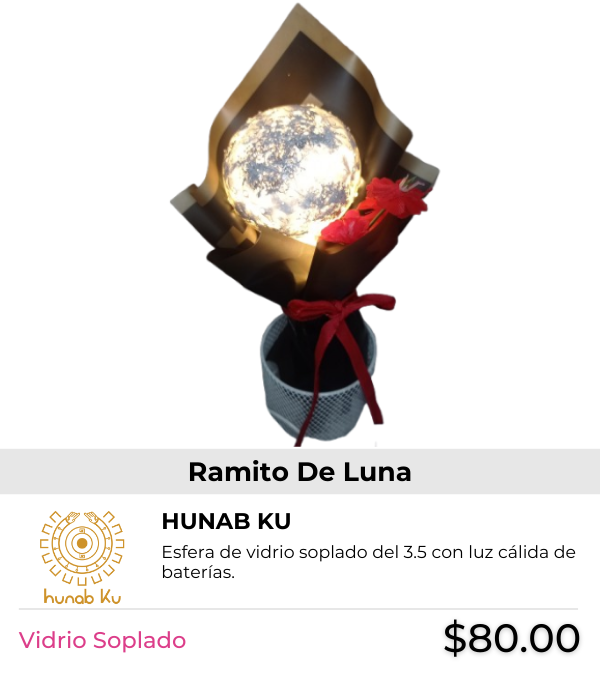 Ramito De Luna
HUNAB KU
Esfera de vidrio soplado del 3.5 con luz cálida de
baterías.
hunab Ku
Vidrio Soplado
$80.00